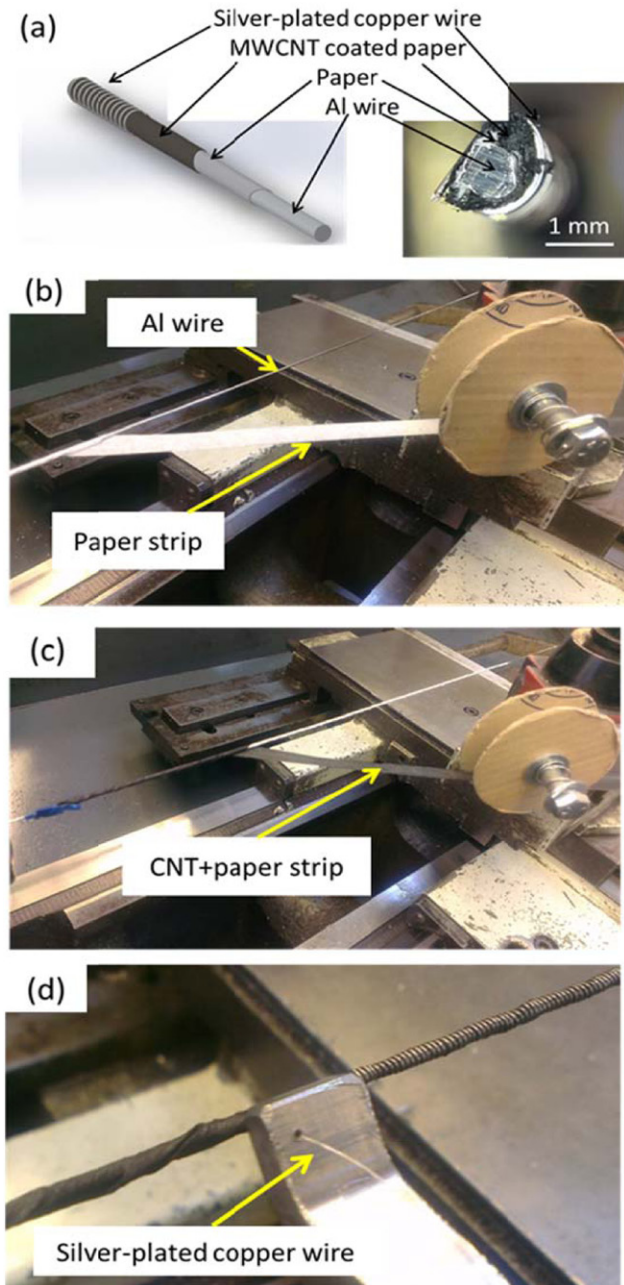 (a)
Silver-plated copper wire
MWCNT coated paper
Paper
Al wire
1 mm
(b)
Al wire
Paper strip
(c)
CNT+paper strip
(d)
Silver-plated copper wire